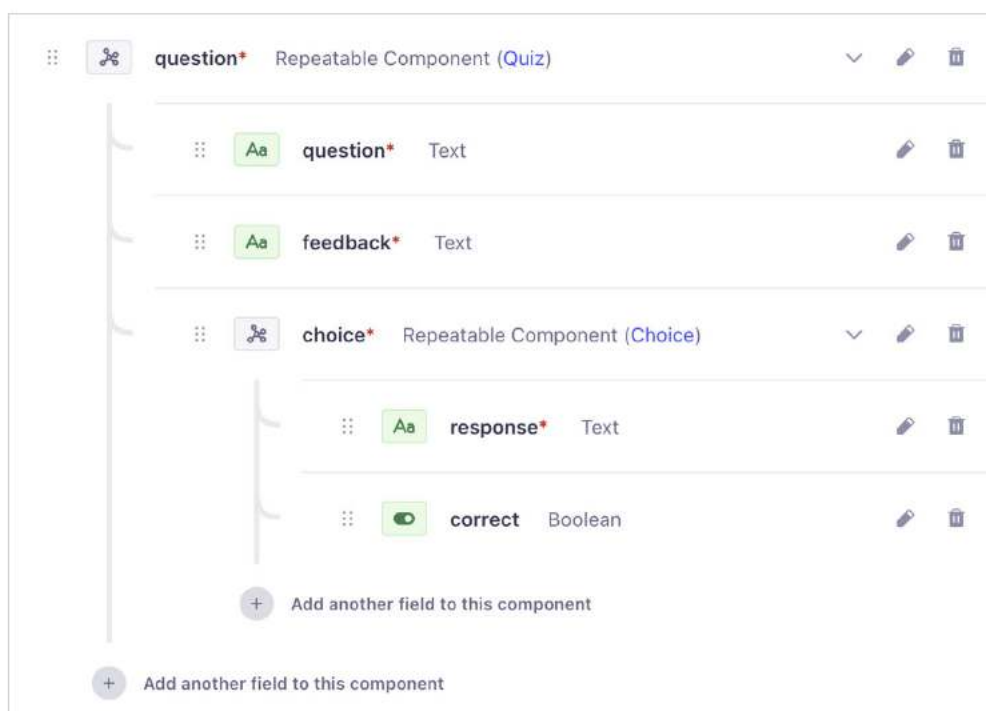 question* Repeatable Component (Quiz)
Aa question* Text
Aa feedback* Text
choice* Repeatable Component (Choice)
Aa response* Text
correct Boolean
+ Add another field to this component
+ Add another field to this component